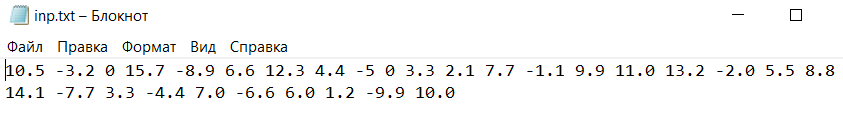 inp.txt – Блокнот
Файл Правка Формат Вид Справка
10.5 -3.2 0 15.7 -8.9 6.6 12.3 4.4 -5 0 3.3 2.1 7.7 -1.1 9.9 11.0 13.2 -2.0 5.5 8.8
14.1 -7.7 3.3 -4.4 7.0 -6.6 6.0 1.2 -9.9 10.0